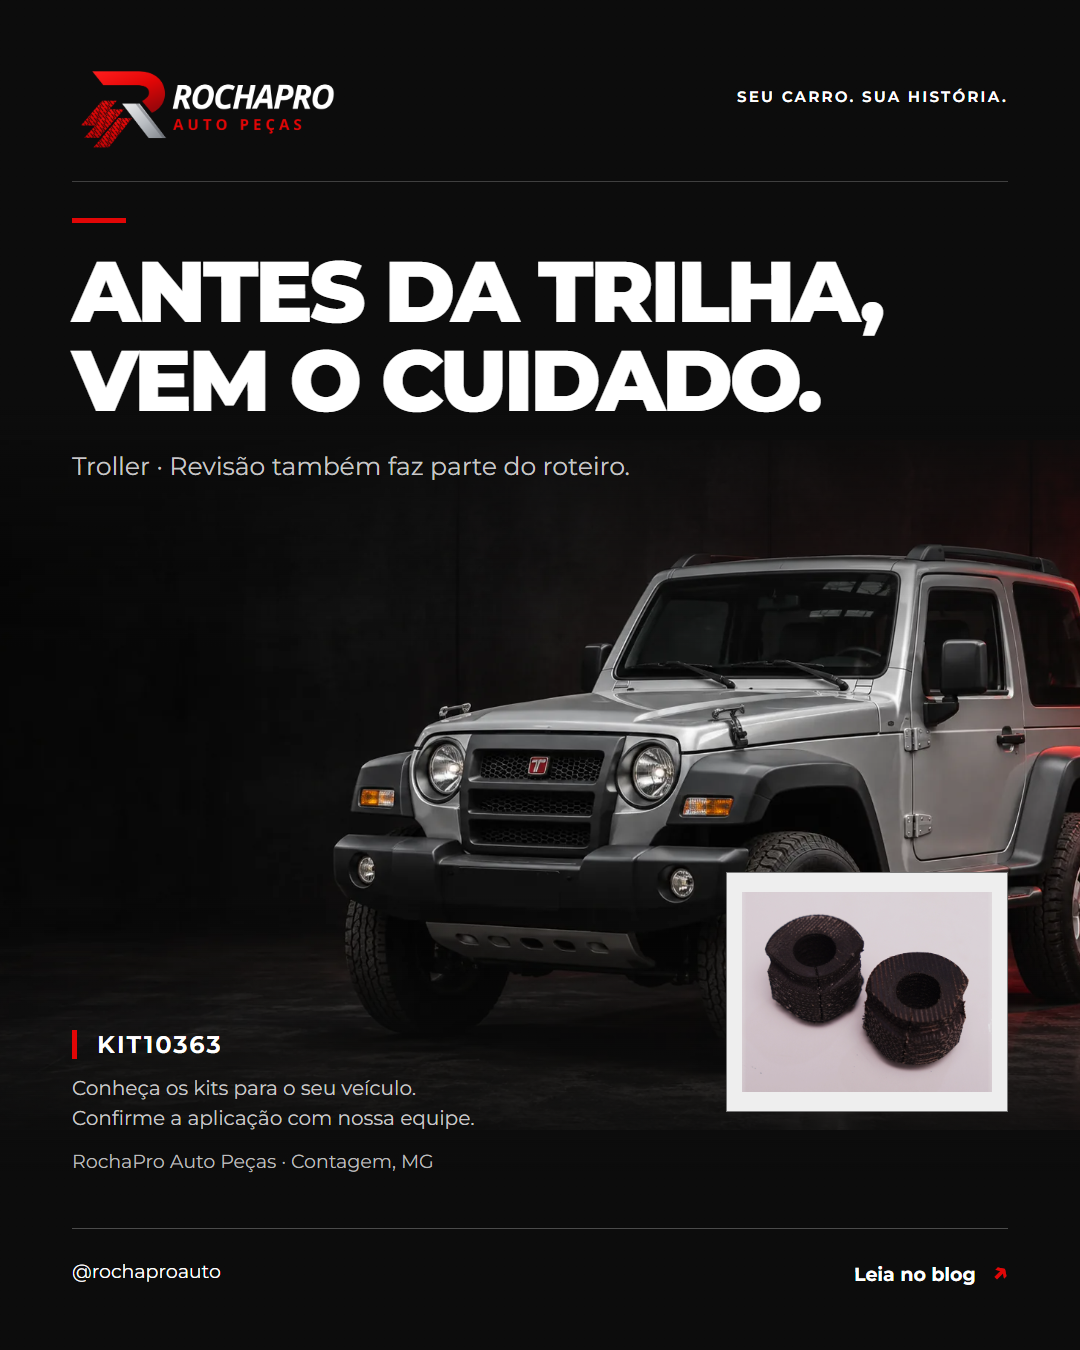 ROCHAPRO
AUTO PEÇAS
SEU CARRO. SUA HISTÓRIA.
ANTES DA TRILHA,
VEM O CUIDADO.
Troller · Revisão também faz parte do roteiro.
T
KIT10363
Conheça os kits para o seu veículo.
Confirme a aplicação com nossa equipe.
RochaPro Auto Peças · Contagem, MG
@rochaproauto
Leia no blog